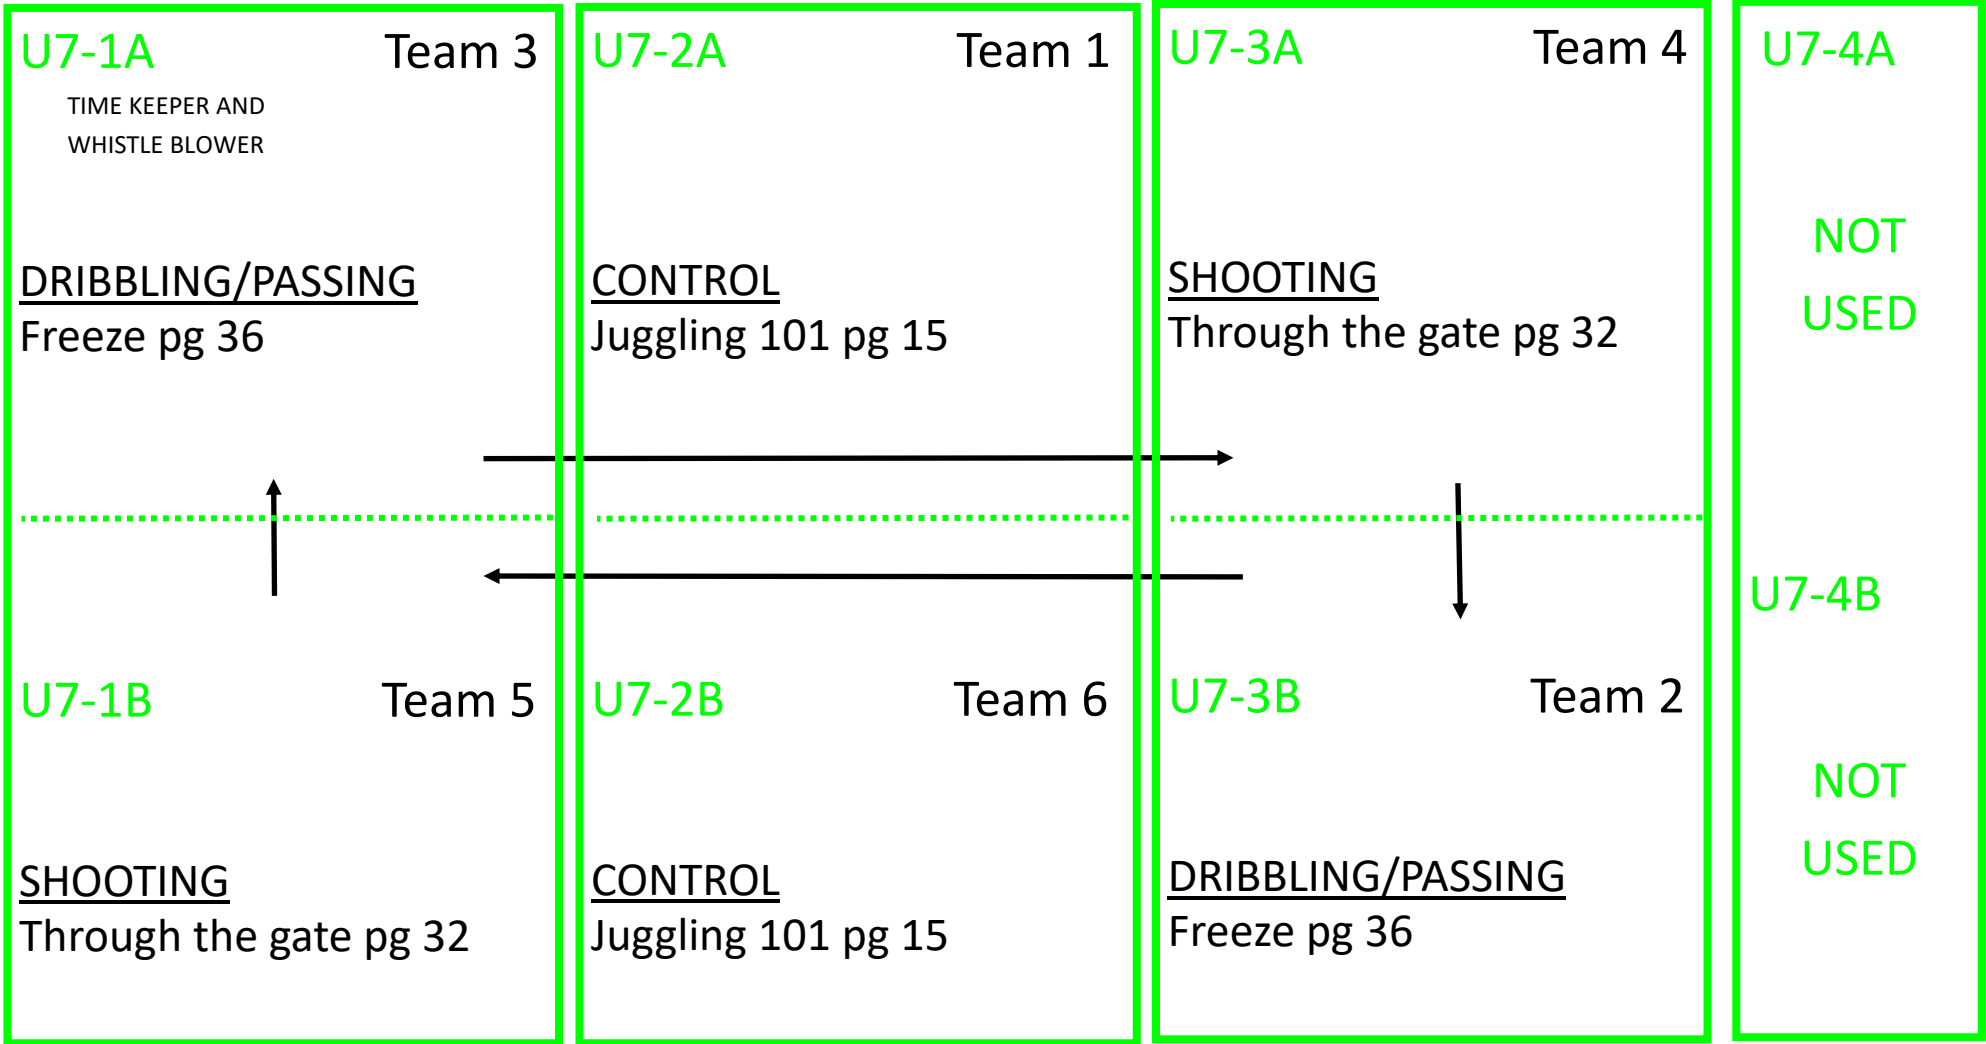 U7-1A Team 3
TIME KEEPER AND
WHISTLE BLOWER
DRIBBLING/PASSING
Freeze pg 36
U7-2A Team 1
CONTROL
Juggling 101 pg 15
U7-3A Team 4
SHOOTING
Through the gate pg 32
U7-4A
NOT
USED
U7-1B Team 5
SHOOTING
Through the gate pg 32
U7-2B Team 6
CONTROL
Juggling 101 pg 15
U7-3B Team 2
DRIBBLING/PASSING
Freeze pg 36
U7-4B
NOT
USED